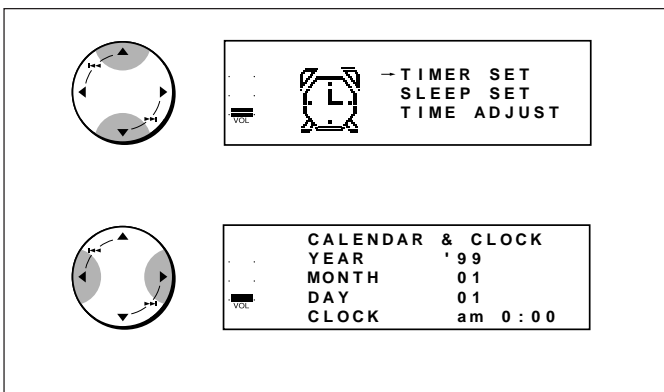 →TIMER SET
SLEEP SET
TIME ADJUST
VOL
CALENDAR & CLOCK
YEAR '99
MONTH 01
DAY 01
VOL
CLOCK am 0:00